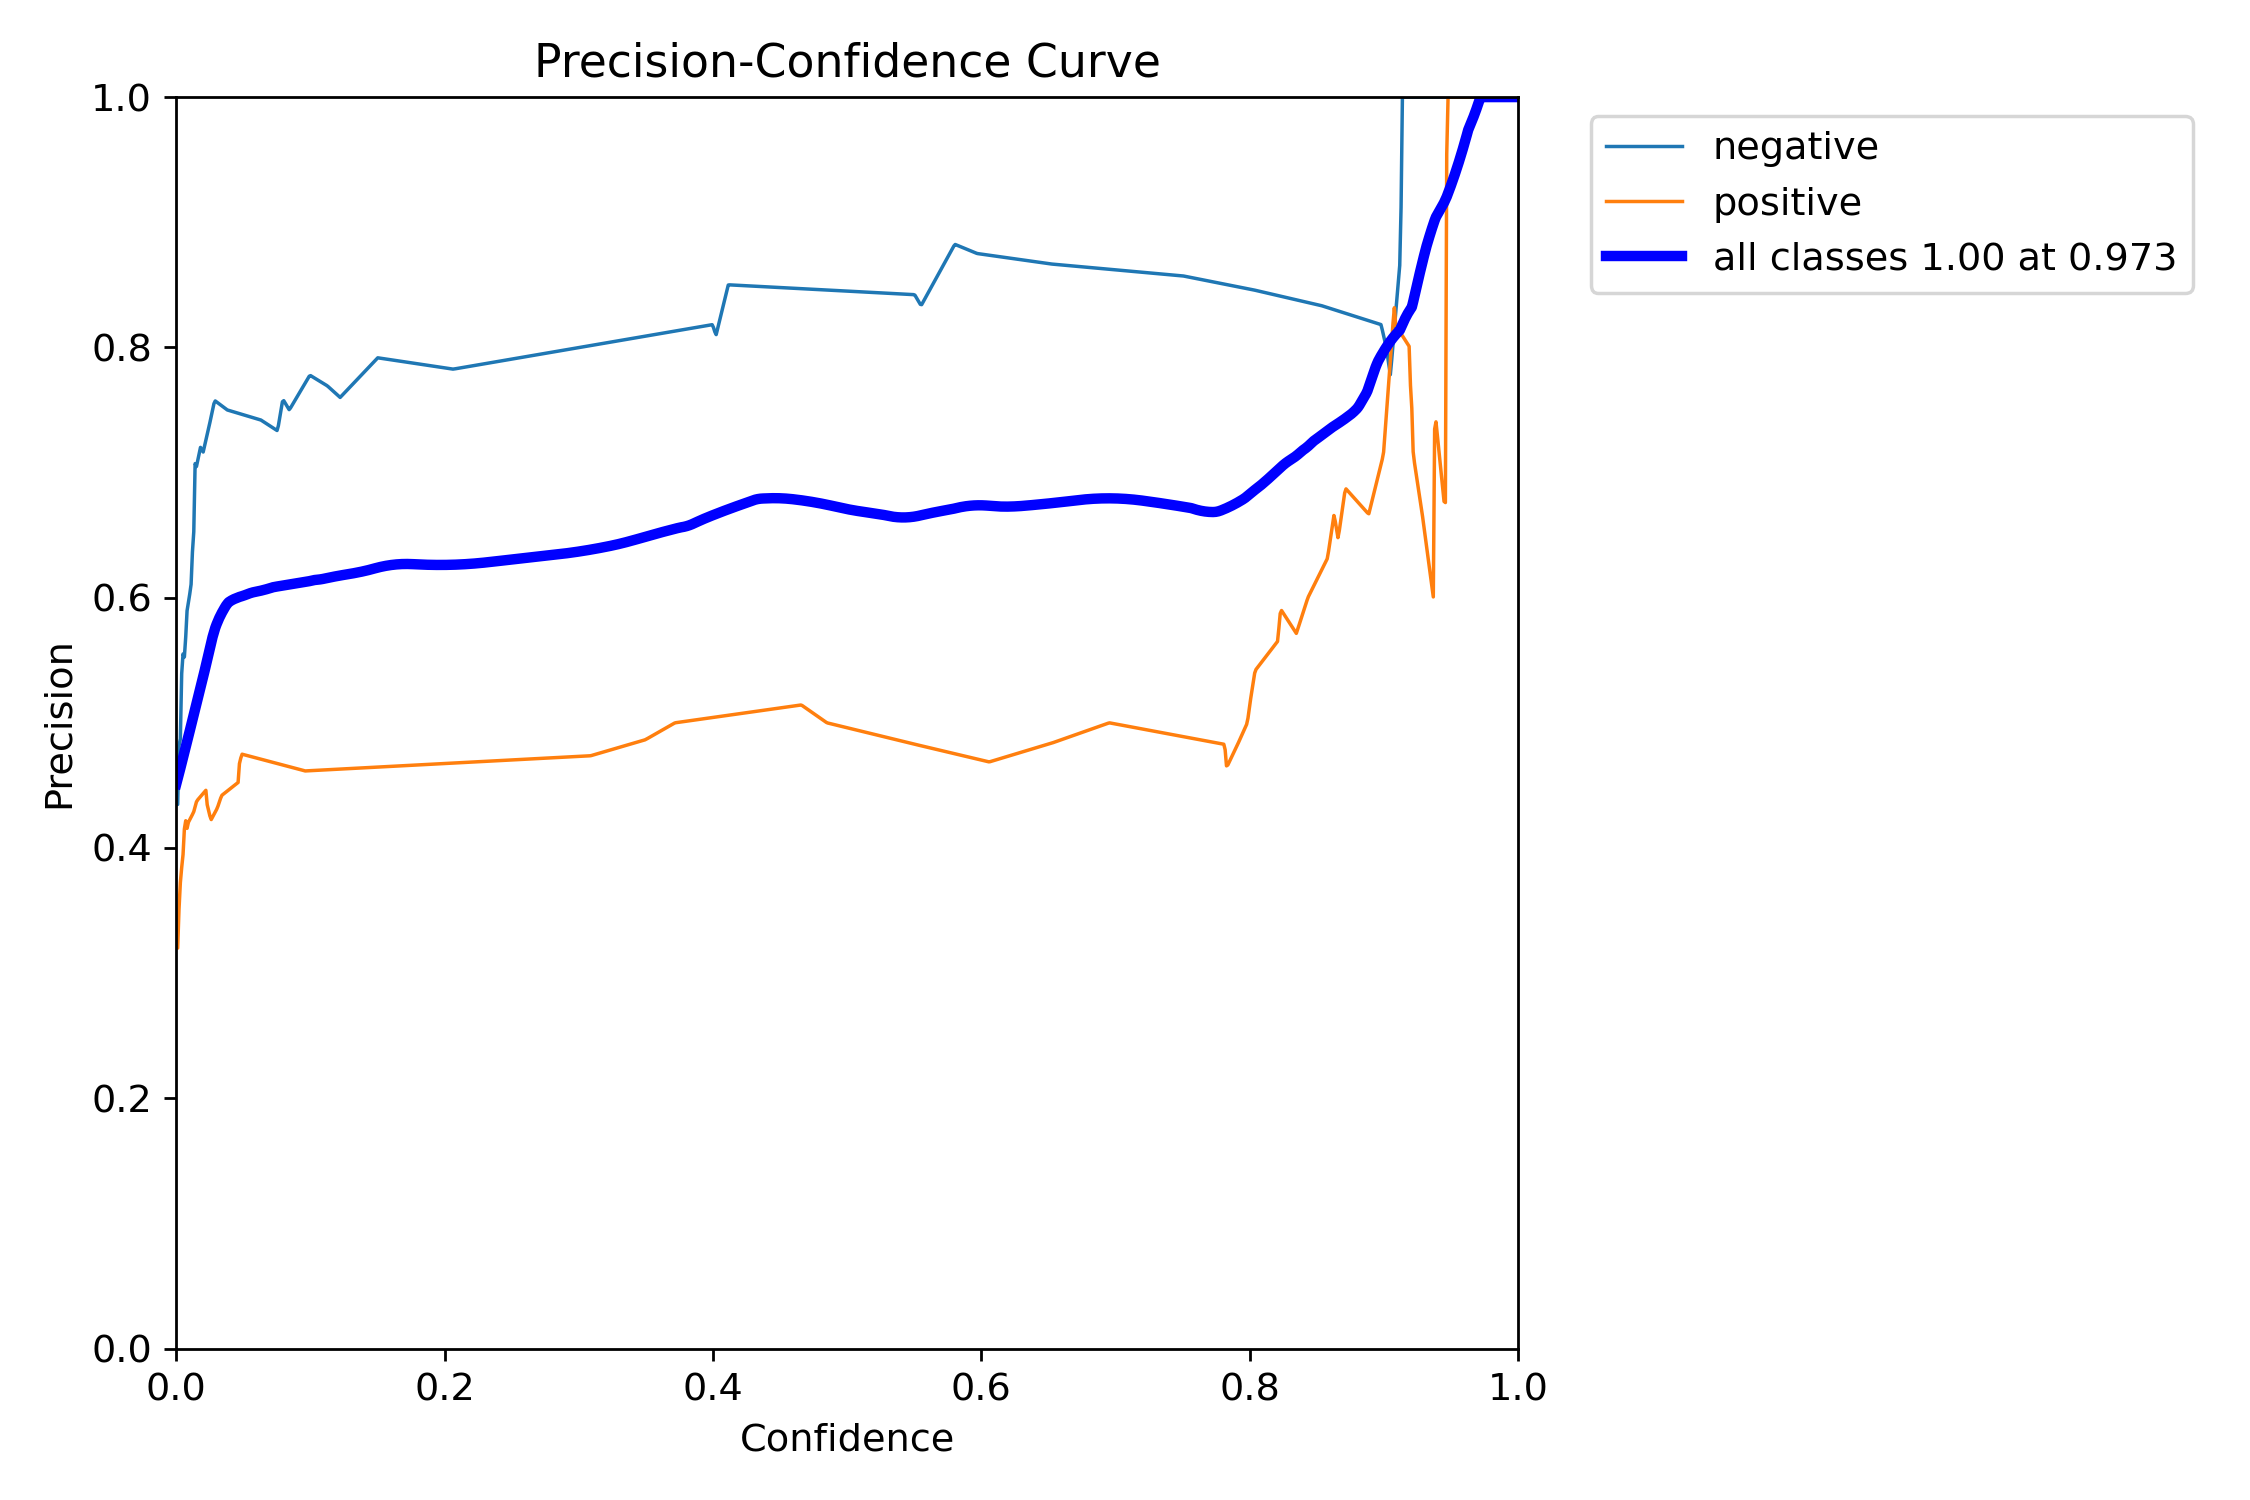 Precision-Confidence Curve
1.0
0.8
0.6
0.4
0.2
0.0
Precision
0.0 0.2 0.4 0.6 0.8 1.0
Confidence
negative
positive
all classes 1.00 at 0.973